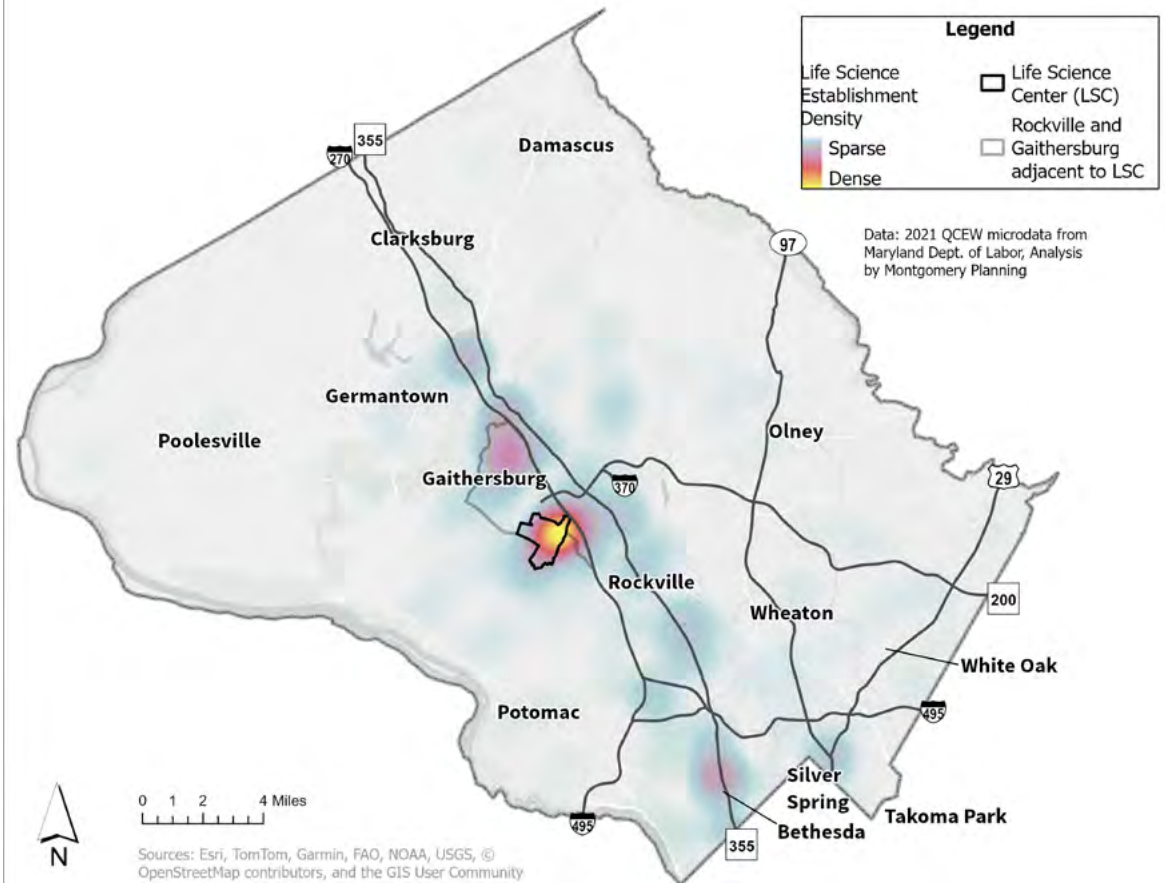 Legend
Life Science
Establishment
Density
Sparse
Dense
Life Science
Center (LSC)
Rockville and
Gaithersburg
adjacent to LSC
Data: 2021 QCEW microdata from
Maryland Dept. of Labor, Analysis
by Montgomery Planning
355
270
Damascus
97
Clarksburg
Germantown
Poolesville
Olney
Gaithersburg
370
29
Rockville
Wheaton
200
White Oak
Potomac
495
Silver
Spring
Takoma Park
Bethesda
495
355
0 1 2 4 Miles
N
Sources: Esri, TomTom, Garmin, FAO, NOAA, USGS, ©
OpenStreetMap contributors, and the GIS User Community